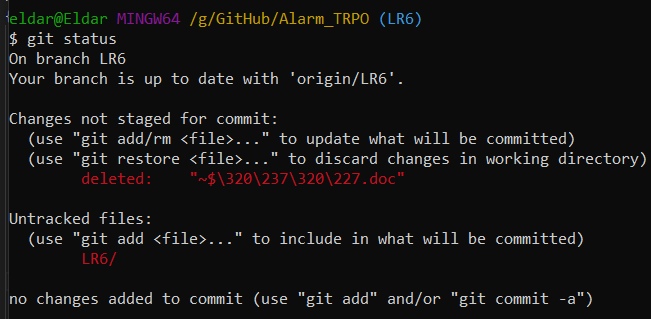 eldar@Eldar MINGW64 /g/GitHub/Alarm_TRPO (LR6)
$ git status
On branch LR6
Your branch is up to date with 'origin/LR6'.
Changes not staged for commit:
(use "git add/rm <file>..." to update what will be committed)
(use "git restore <file>..." to discard changes in working directory)
deleted: "~$\320\237\320\227.doc"
Untracked files:
(use "git add <file>..." to include in what will be committed)
LR6/
no changes added to commit (use "git add" and/or "git commit -a")